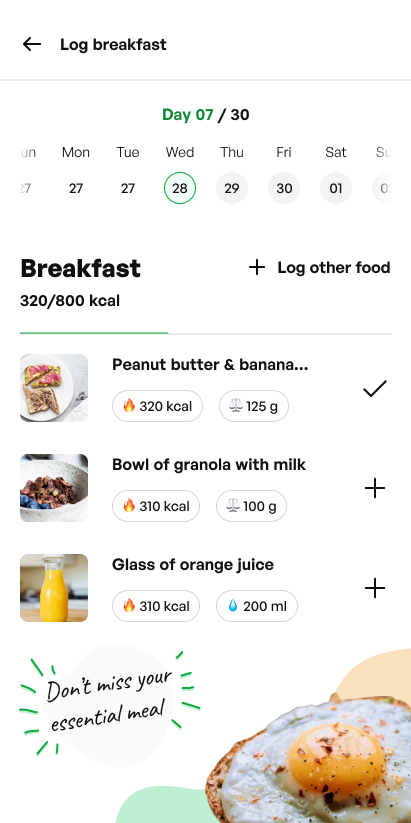 Log breakfast
Day 07 / 30
un Mon Tue Wed Thu Fri Sat Su
27 27 27 28 29 30 01 0
Breakfast
+ Log other food
320/800 kcal
Peanut butter & banana...
🔥 320 kcal ⚖️ 125 g
Bowl of granola with milk
🔥 310 kcal ⚖️ 100 g
Glass of orange juice
🔥 310 kcal 💧 200 ml
Don't miss your
essential meal